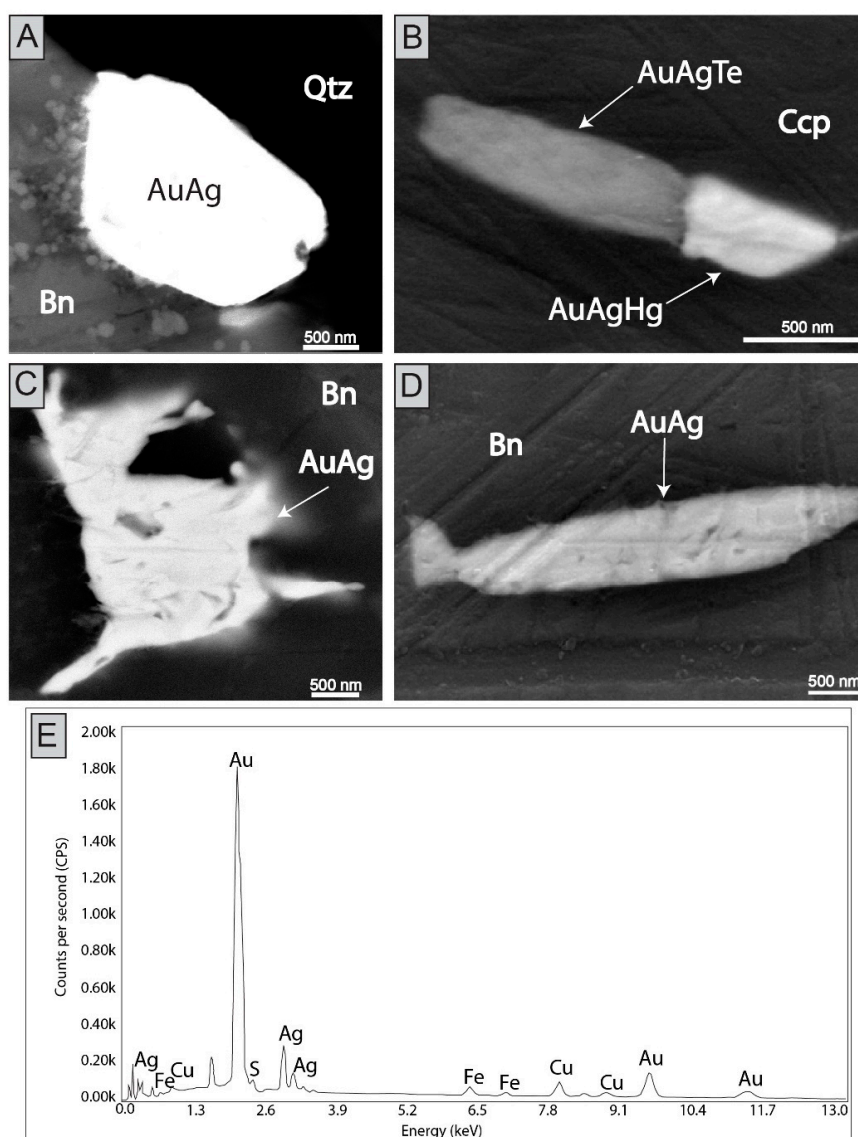 A
Qtz
AuAg
Bn
500 nm
B
AuAgTe
Ccp
AuAgHg
500 nm
C
Bn
AuAg
500 nm
D
AuAg
Bn
500 nm
E
2.00k
1.80k
1.60k
1.40k
1.20k
1.00k
0.80k
0.60k
0.40k
0.20k
0.00k
Counts per second (CPS)
Au
Ag
Fe
Cu
S
Ag
Ag
Fe
Fe
Cu
Cu
Au
Au
0.0 1.3 2.6 3.9 5.2 6.5 7.8 9.1 10.4 11.7 13.0
Energy (keV)